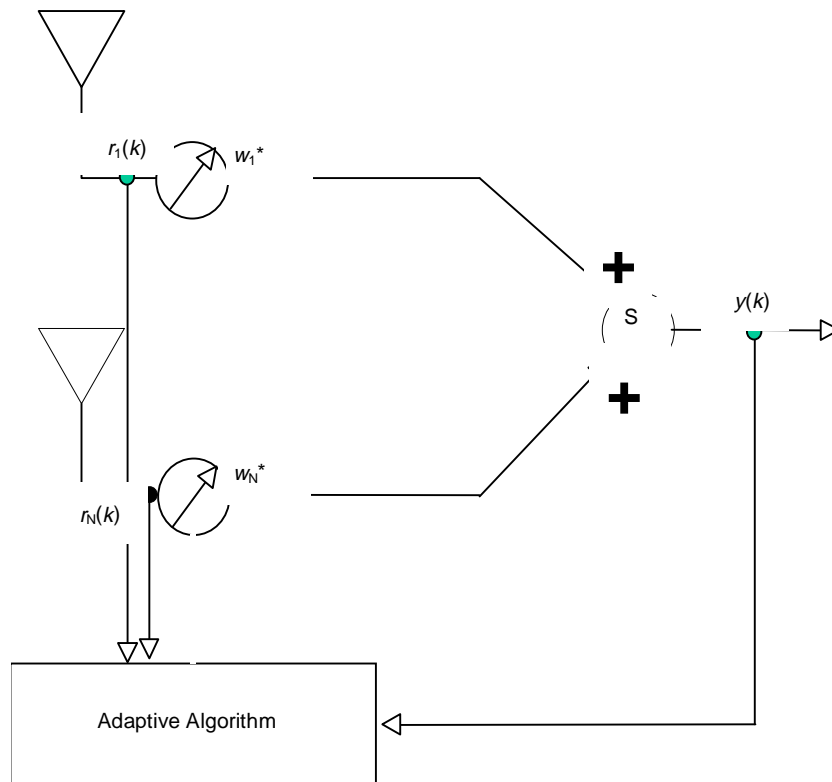 r1(k)
w1*
y(k)
S
wN*
rN(k)
Adaptive Algorithm